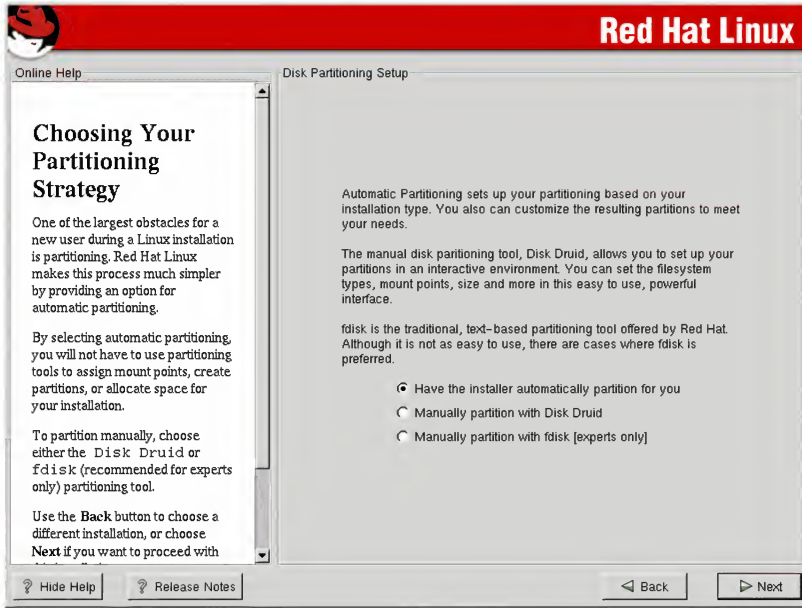 Red Hat Linux
Online Help
Choosing Your
Partitioning
Strategy
One of the largest obstacles for a
new user during a Linux installation
is partitioning. Red Hat Linux
makes this process much simpler
by providing an option for
automatic partitioning.
By selecting automatic partitioning,
you will not have to use partitioning
tools to assign mount points, create
partitions, or allocate space for
your installation.
To partition manually, choose
either the Disk Druid or
fdisk (recommended for experts
only) partitioning tool.
Use the Back button to choose a
different installation, or choose
Next if you want to proceed with
Disk Partitioning Setup
Automatic Partitioning sets up your partitioning based on your
installation type. You also can customize the resulting partitions to meet
your needs.
The manual disk paritioning tool, Disk Druid, allows you to set up your
partitions in an interactive environment. You can set the filesystem
types, mount points, size and more in this easy to use, powerful
interface.
fdisk is the traditional, text-based partitioning tool offered by Red Hat.
Although it is not as easy to use, there are cases where fdisk is
preferred.
Have the installer automatically partition for you
Manually partition with Disk Druid
Manually partition with fdisk [experts only]
? Hide Help
? Release Notes
Back
Next